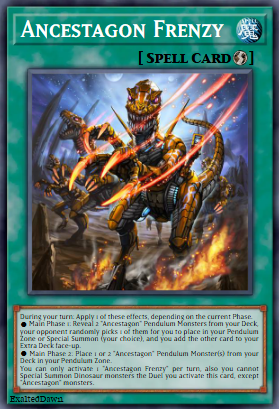 Ancestagon Frenzy
SPELL
[ Spell Card ]
During your turn: Apply 1 of these effects, depending on the current Phase.
● Main Phase 1: Reveal 2 "Ancestagon" Pendulum Monsters from your Deck,
your opponent randomly picks 1 of them for you to place in your Pendulum
Zone or Special Summon (your choice), and you add the other card to your
Extra Deck face-up.
● Main Phase 2: Place 1 or 2 "Ancestagon" Pendulum Monster(s) from your
Deck in your Pendulum Zone.
You can only activate 1 "Ancestagon Frenzy" per turn, also you cannot
Special Summon Dinosaur monsters the Duel you activate this card, except
"Ancestagon" monsters.
ExaltedDawn